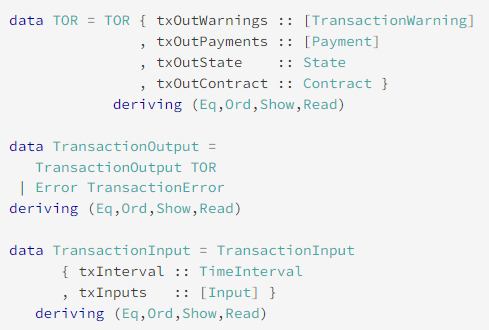 data TOR = TOR { txOutWarnings :: [TransactionWarning]
               , txOutPayments :: [Payment]
               , txOutState    :: State
               , txOutContract :: Contract }
            deriving (Eq,Ord,Show,Read)

data TransactionOutput =
   TransactionOutput TOR
 | Error TransactionError
deriving (Eq,Ord,Show,Read)

data TransactionInput = TransactionInput
      { txInterval :: TimeInterval
      , txInputs   :: [Input] }
   deriving (Eq,Ord,Show,Read)